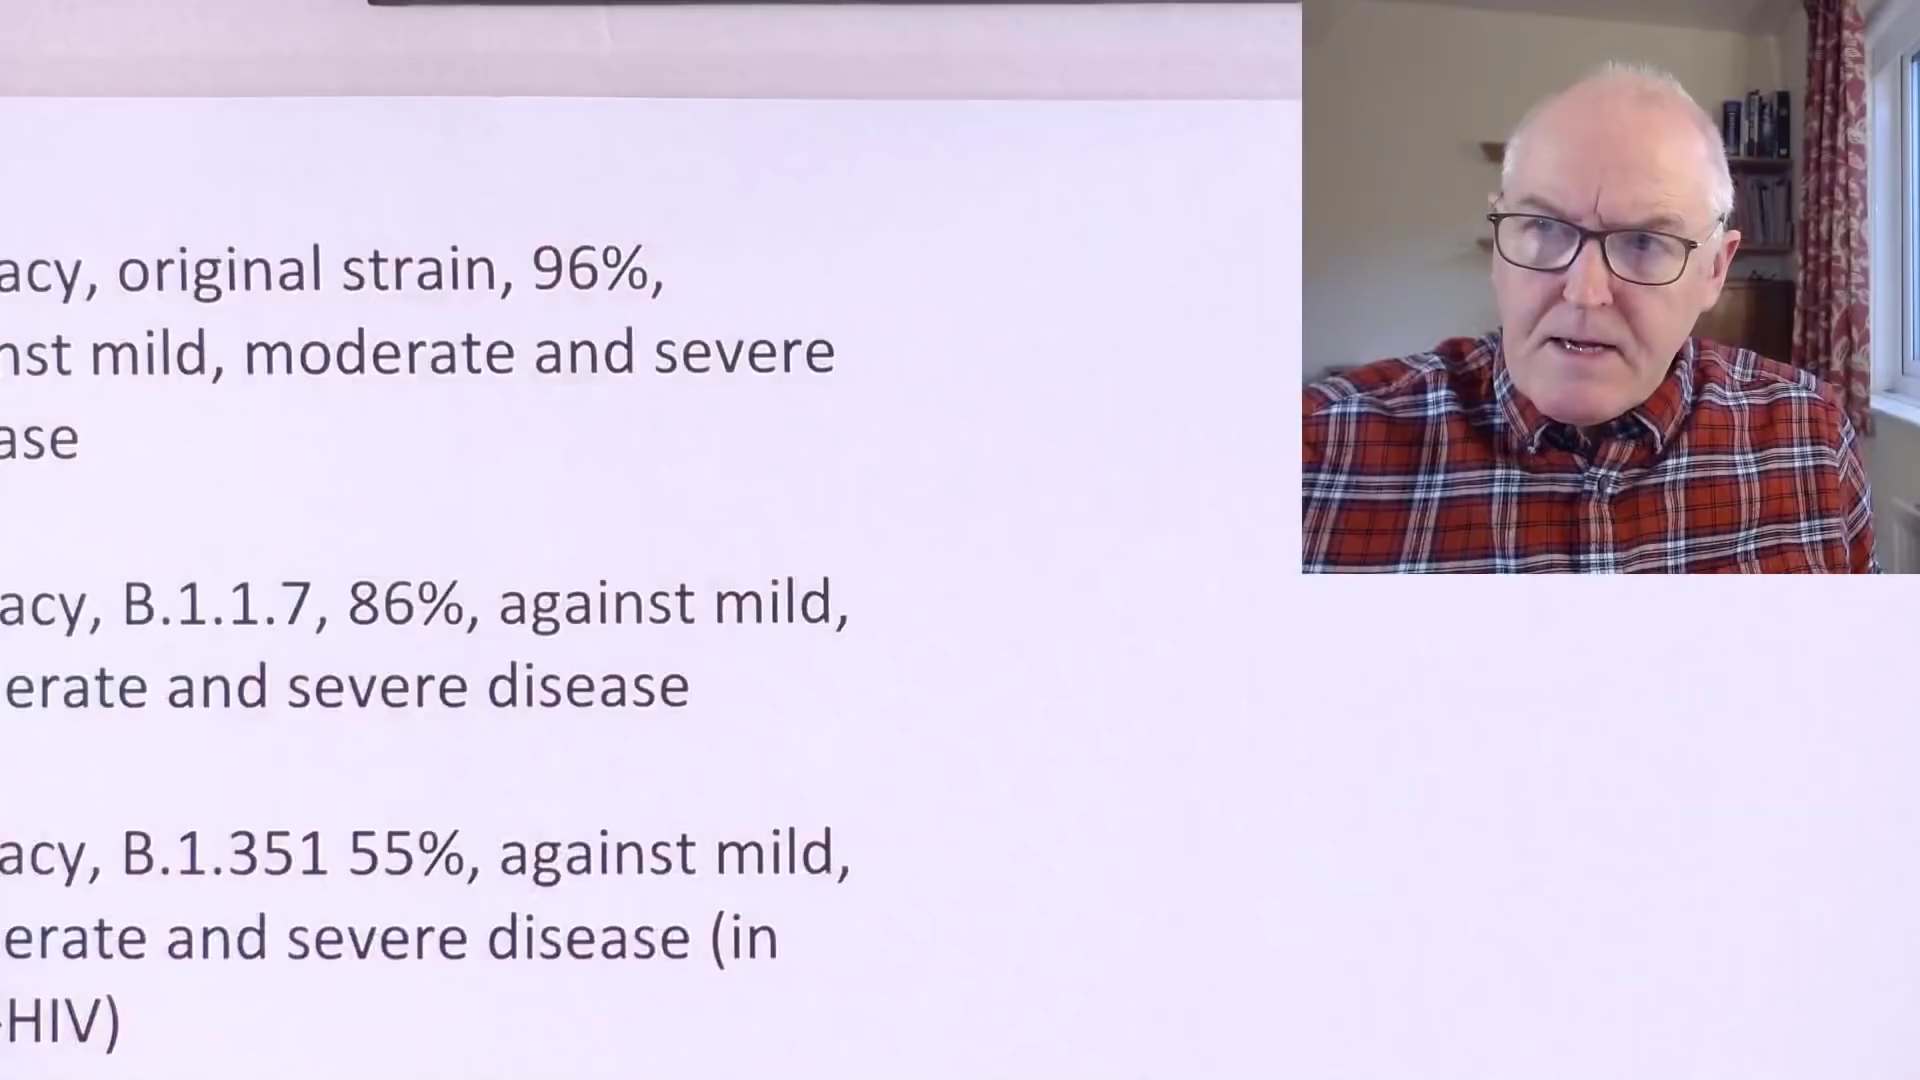 acy, original strain, 96%,
nst mild, moderate and severe
ase
acy, B.1.1.7, 86%, against mild,
erate and severe disease
acy, B.1.351 55%, against mild,
erate and severe disease (in
-HIV)